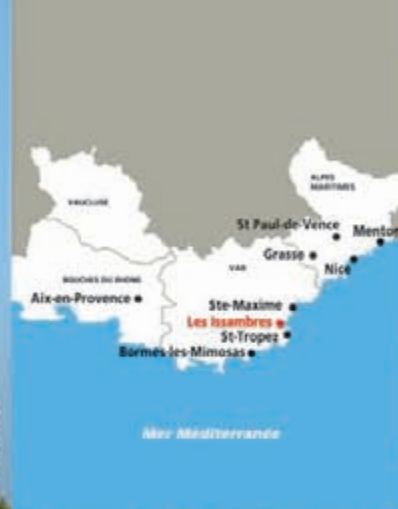 ALPES
MARITIMES
VAUCLUSE
St Paul-de-Vence
Menton
Grasse
VAR
Nice
BOUCHES DU RHONE
Aix-en-Provence
Ste-Maxime
Les Issambres
St-Tropez
Bormes-les-Mimosas
Mer Méditerranée